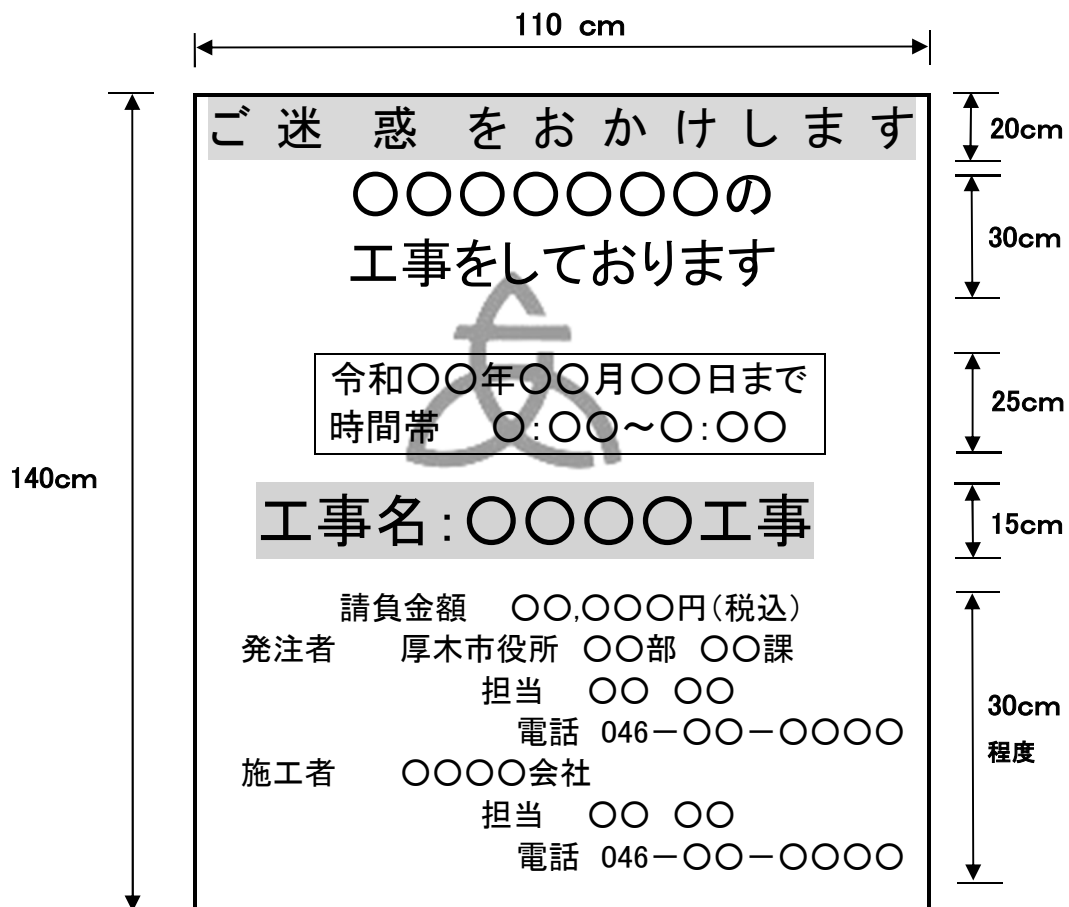 110 cm
ご迷惑をおかけします
20cm
〇〇〇〇〇〇〇の
工事をしております
30cm
令和〇〇年〇〇月〇〇日まで
時間帯　〇:〇〇～〇:〇〇
25cm
140cm
工事名:〇〇〇〇工事
15cm
請負金額　〇〇,〇〇〇円(税込)
発注者　厚木市役所　〇〇部　〇〇課
担当　〇〇　〇〇
電話　046－〇〇－〇〇〇〇
30cm
程度
施工者　〇〇〇〇会社
担当　〇〇　〇〇
電話　046－〇〇－〇〇〇〇